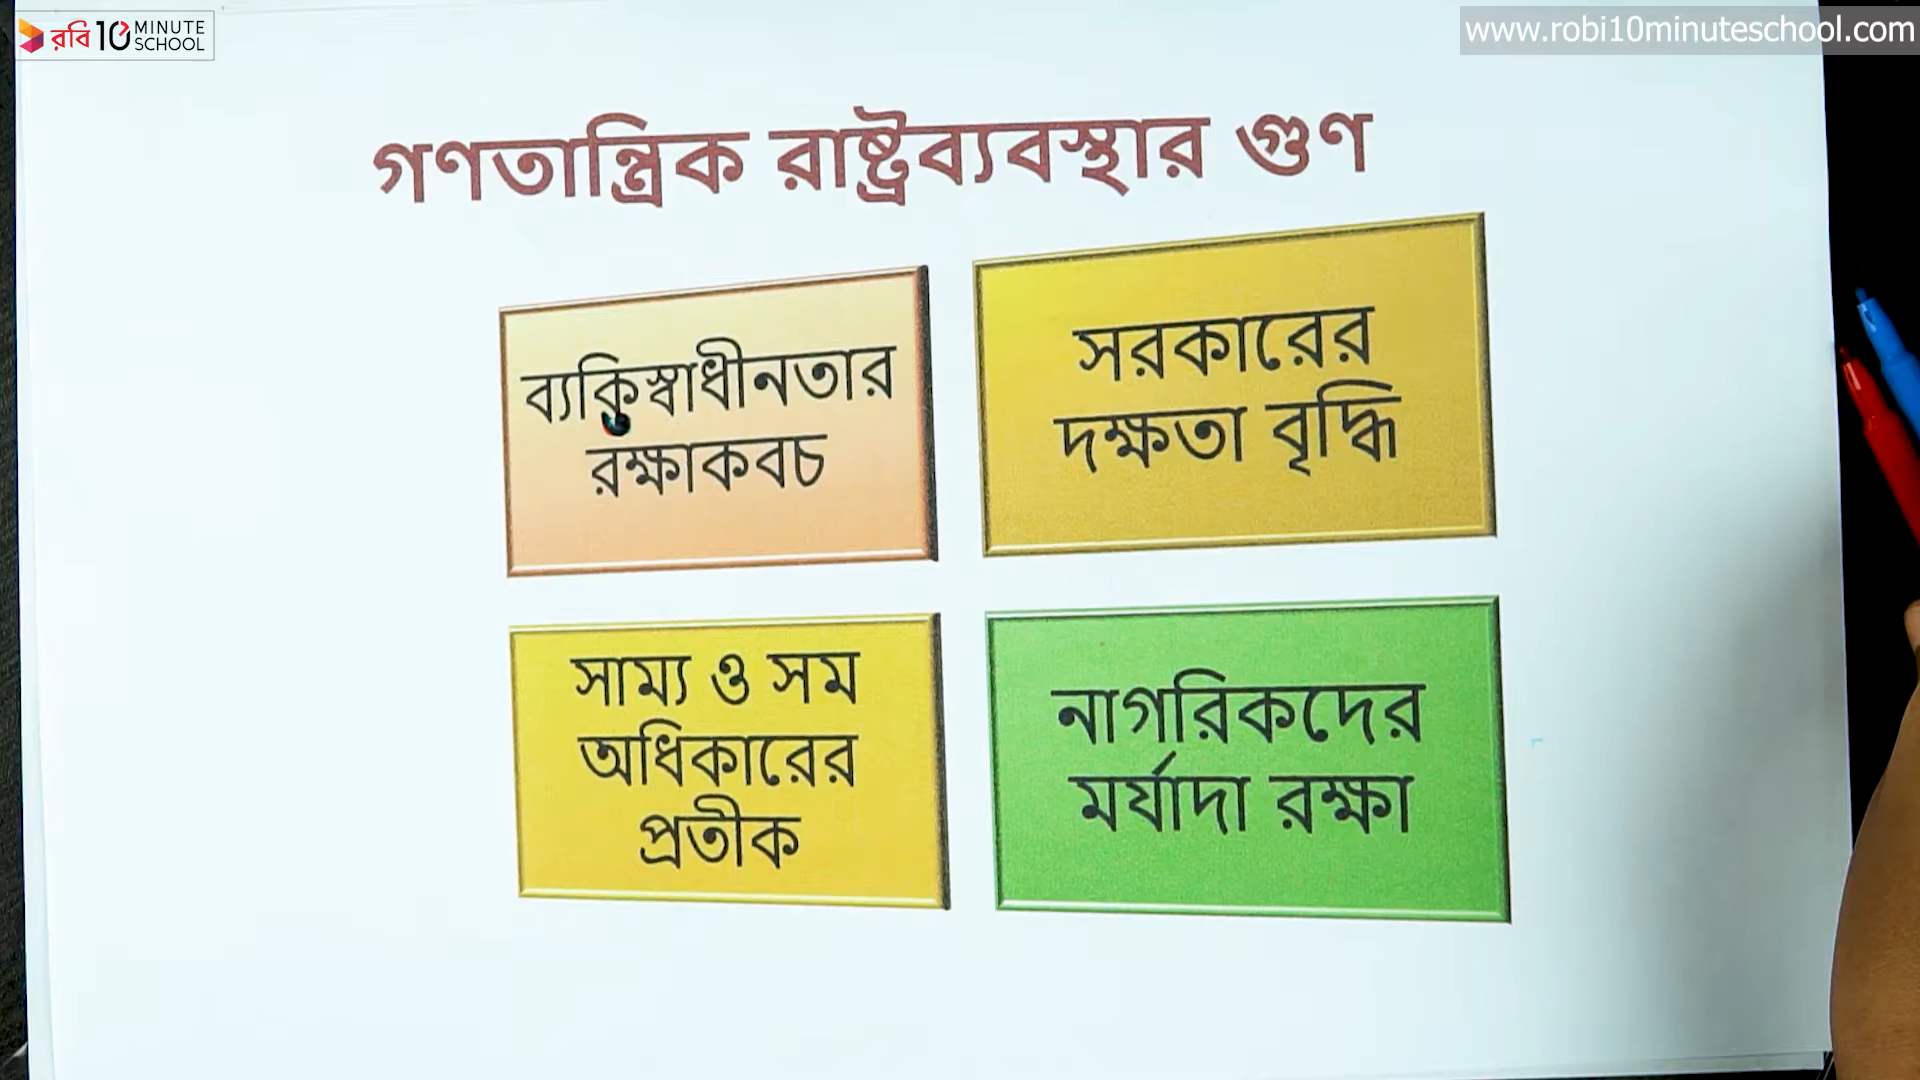 রবি 10 MINUTE SCHOOL
www.robi10minuteschool.com
গণতান্ত্রিক রাষ্ট্রব্যবস্থার গুণ
ব্যক্তিস্বাধীনতার
রক্ষাকবচ
সরকারের
দক্ষতা বৃদ্ধি
সাম্য ও সম
অধিকারের
প্রতীক
নাগরিকদের
মর্যাদা রক্ষা